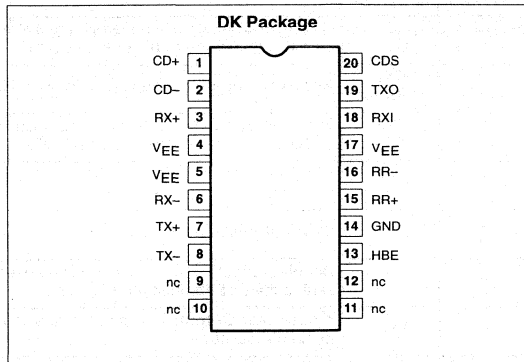 DK Package
CD+ 1 20 CDS
CD− 2 19 TXO
RX+ 3 18 RXI
VEE 4 17 VEE
VEE 5 16 RR−
RX− 6 15 RR+
TX+ 7 14 GND
TX− 8 13 HBE
nc 9 12 nc
nc 10 11 nc